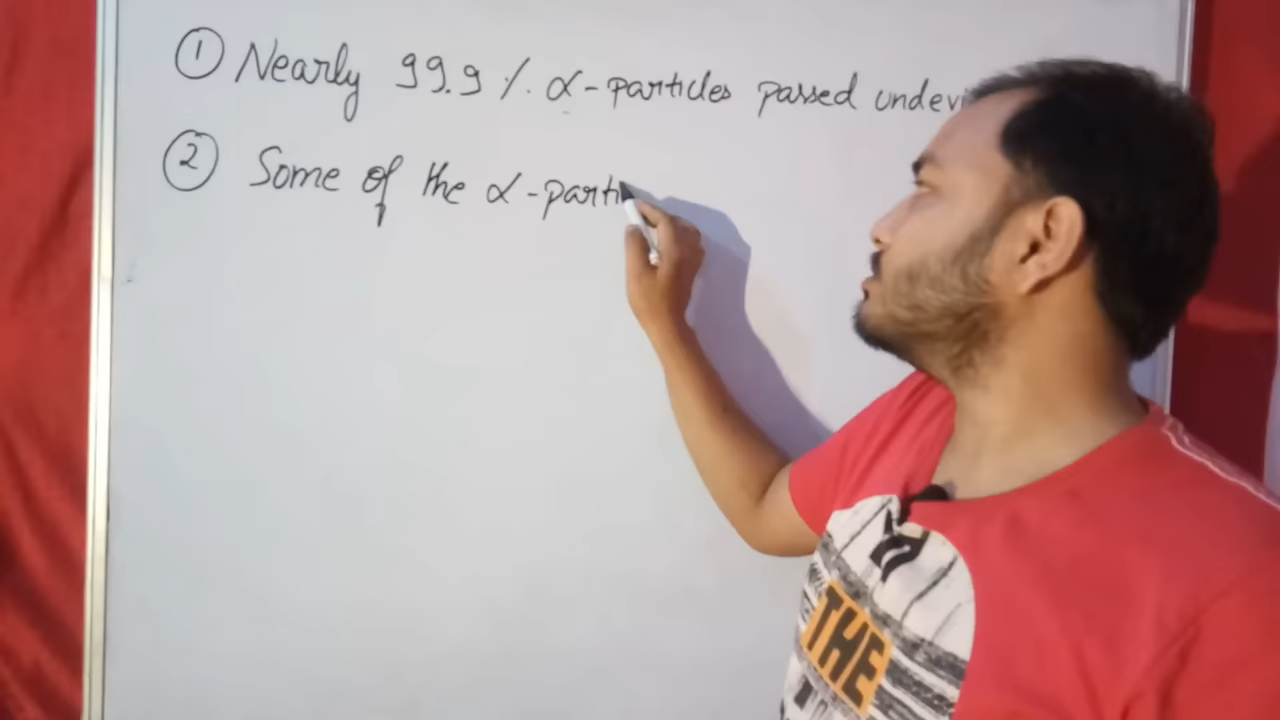 ① Nearly 99.9 % α-particles passed undevi
② Some of the α-parti
THE